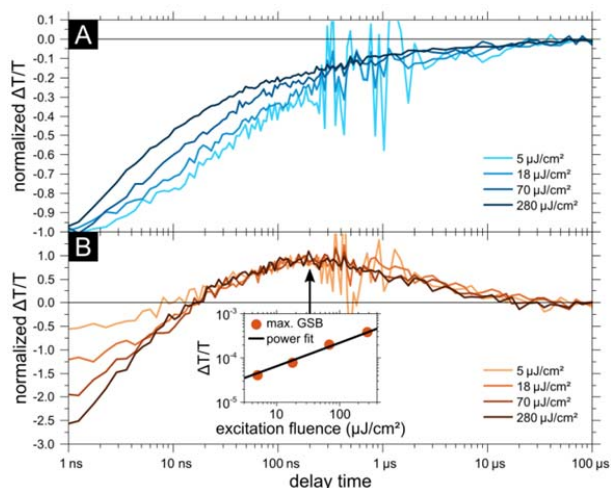 A
normalized ΔT/T
0.1
0.0
-0.1
-0.2
-0.3
-0.4
-0.5
-0.6
-0.7
-0.8
-0.9
-1.0
5 µJ/cm²
18 µJ/cm²
70 µJ/cm²
280 µJ/cm²
B
normalized ΔT/T
1.5
1.0
0.5
0.0
-0.5
-1.0
-1.5
-2.0
-2.5
-3.0
max. GSB
power fit
ΔT/T
10⁻³
10⁻⁴
10⁻⁵
10
100
excitation fluence (µJ/cm²)
5 µJ/cm²
18 µJ/cm²
70 µJ/cm²
280 µJ/cm²
1 ns
10 ns
100 ns
1 µs
10 µs
100 µs
delay time